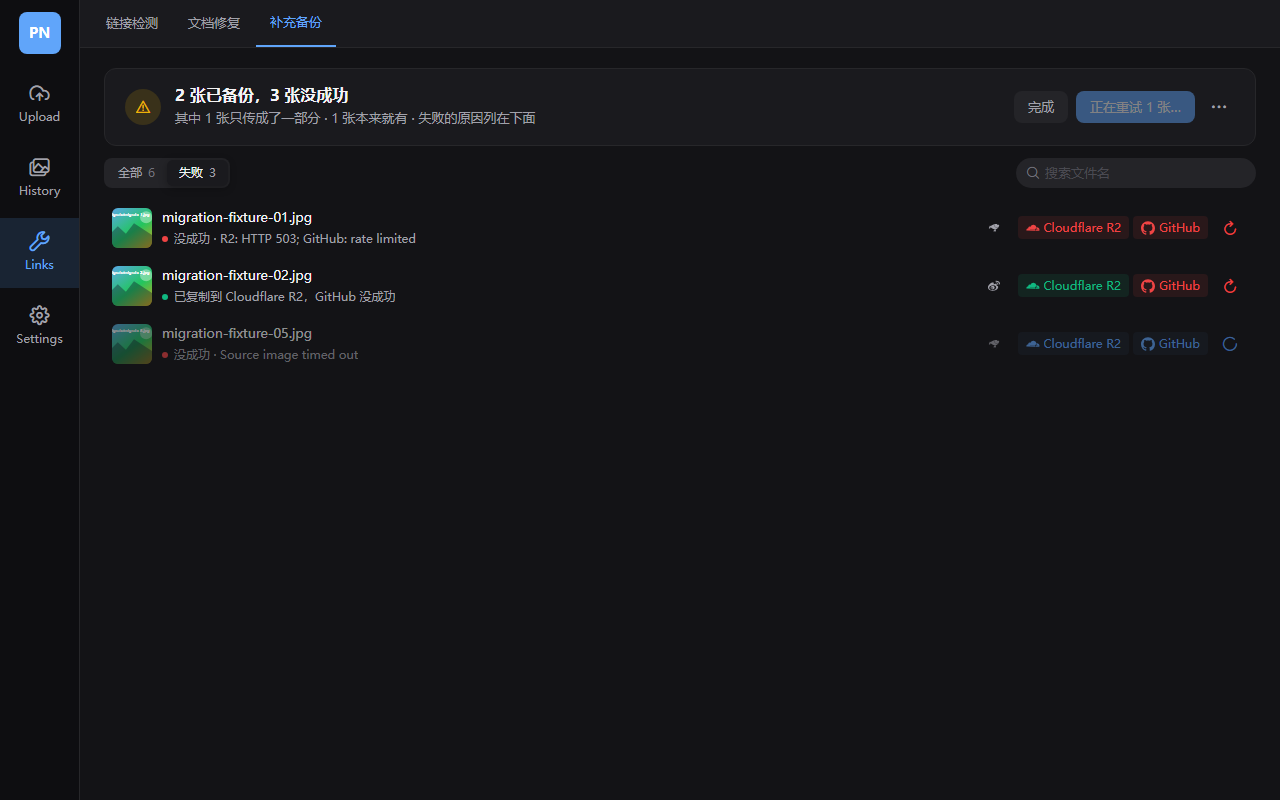 PN
Upload
History
Links
Settings
链接检测 文档修复 补充备份
2 张已备份，3 张没成功
其中 1 张只传成了一部分 · 1 张本来就有 · 失败的原因列在下面
完成 正在重试 1 张...
全部 6 失败 3
搜索文件名
migration-fixture-01.jpg
没成功 · R2: HTTP 503; GitHub: rate limited
Cloudflare R2 GitHub
migration-fixture-02.jpg
已复制到 Cloudflare R2，GitHub 没成功
Cloudflare R2 GitHub
migration-fixture-05.jpg
没成功 · Source image timed out
Cloudflare R2 GitHub